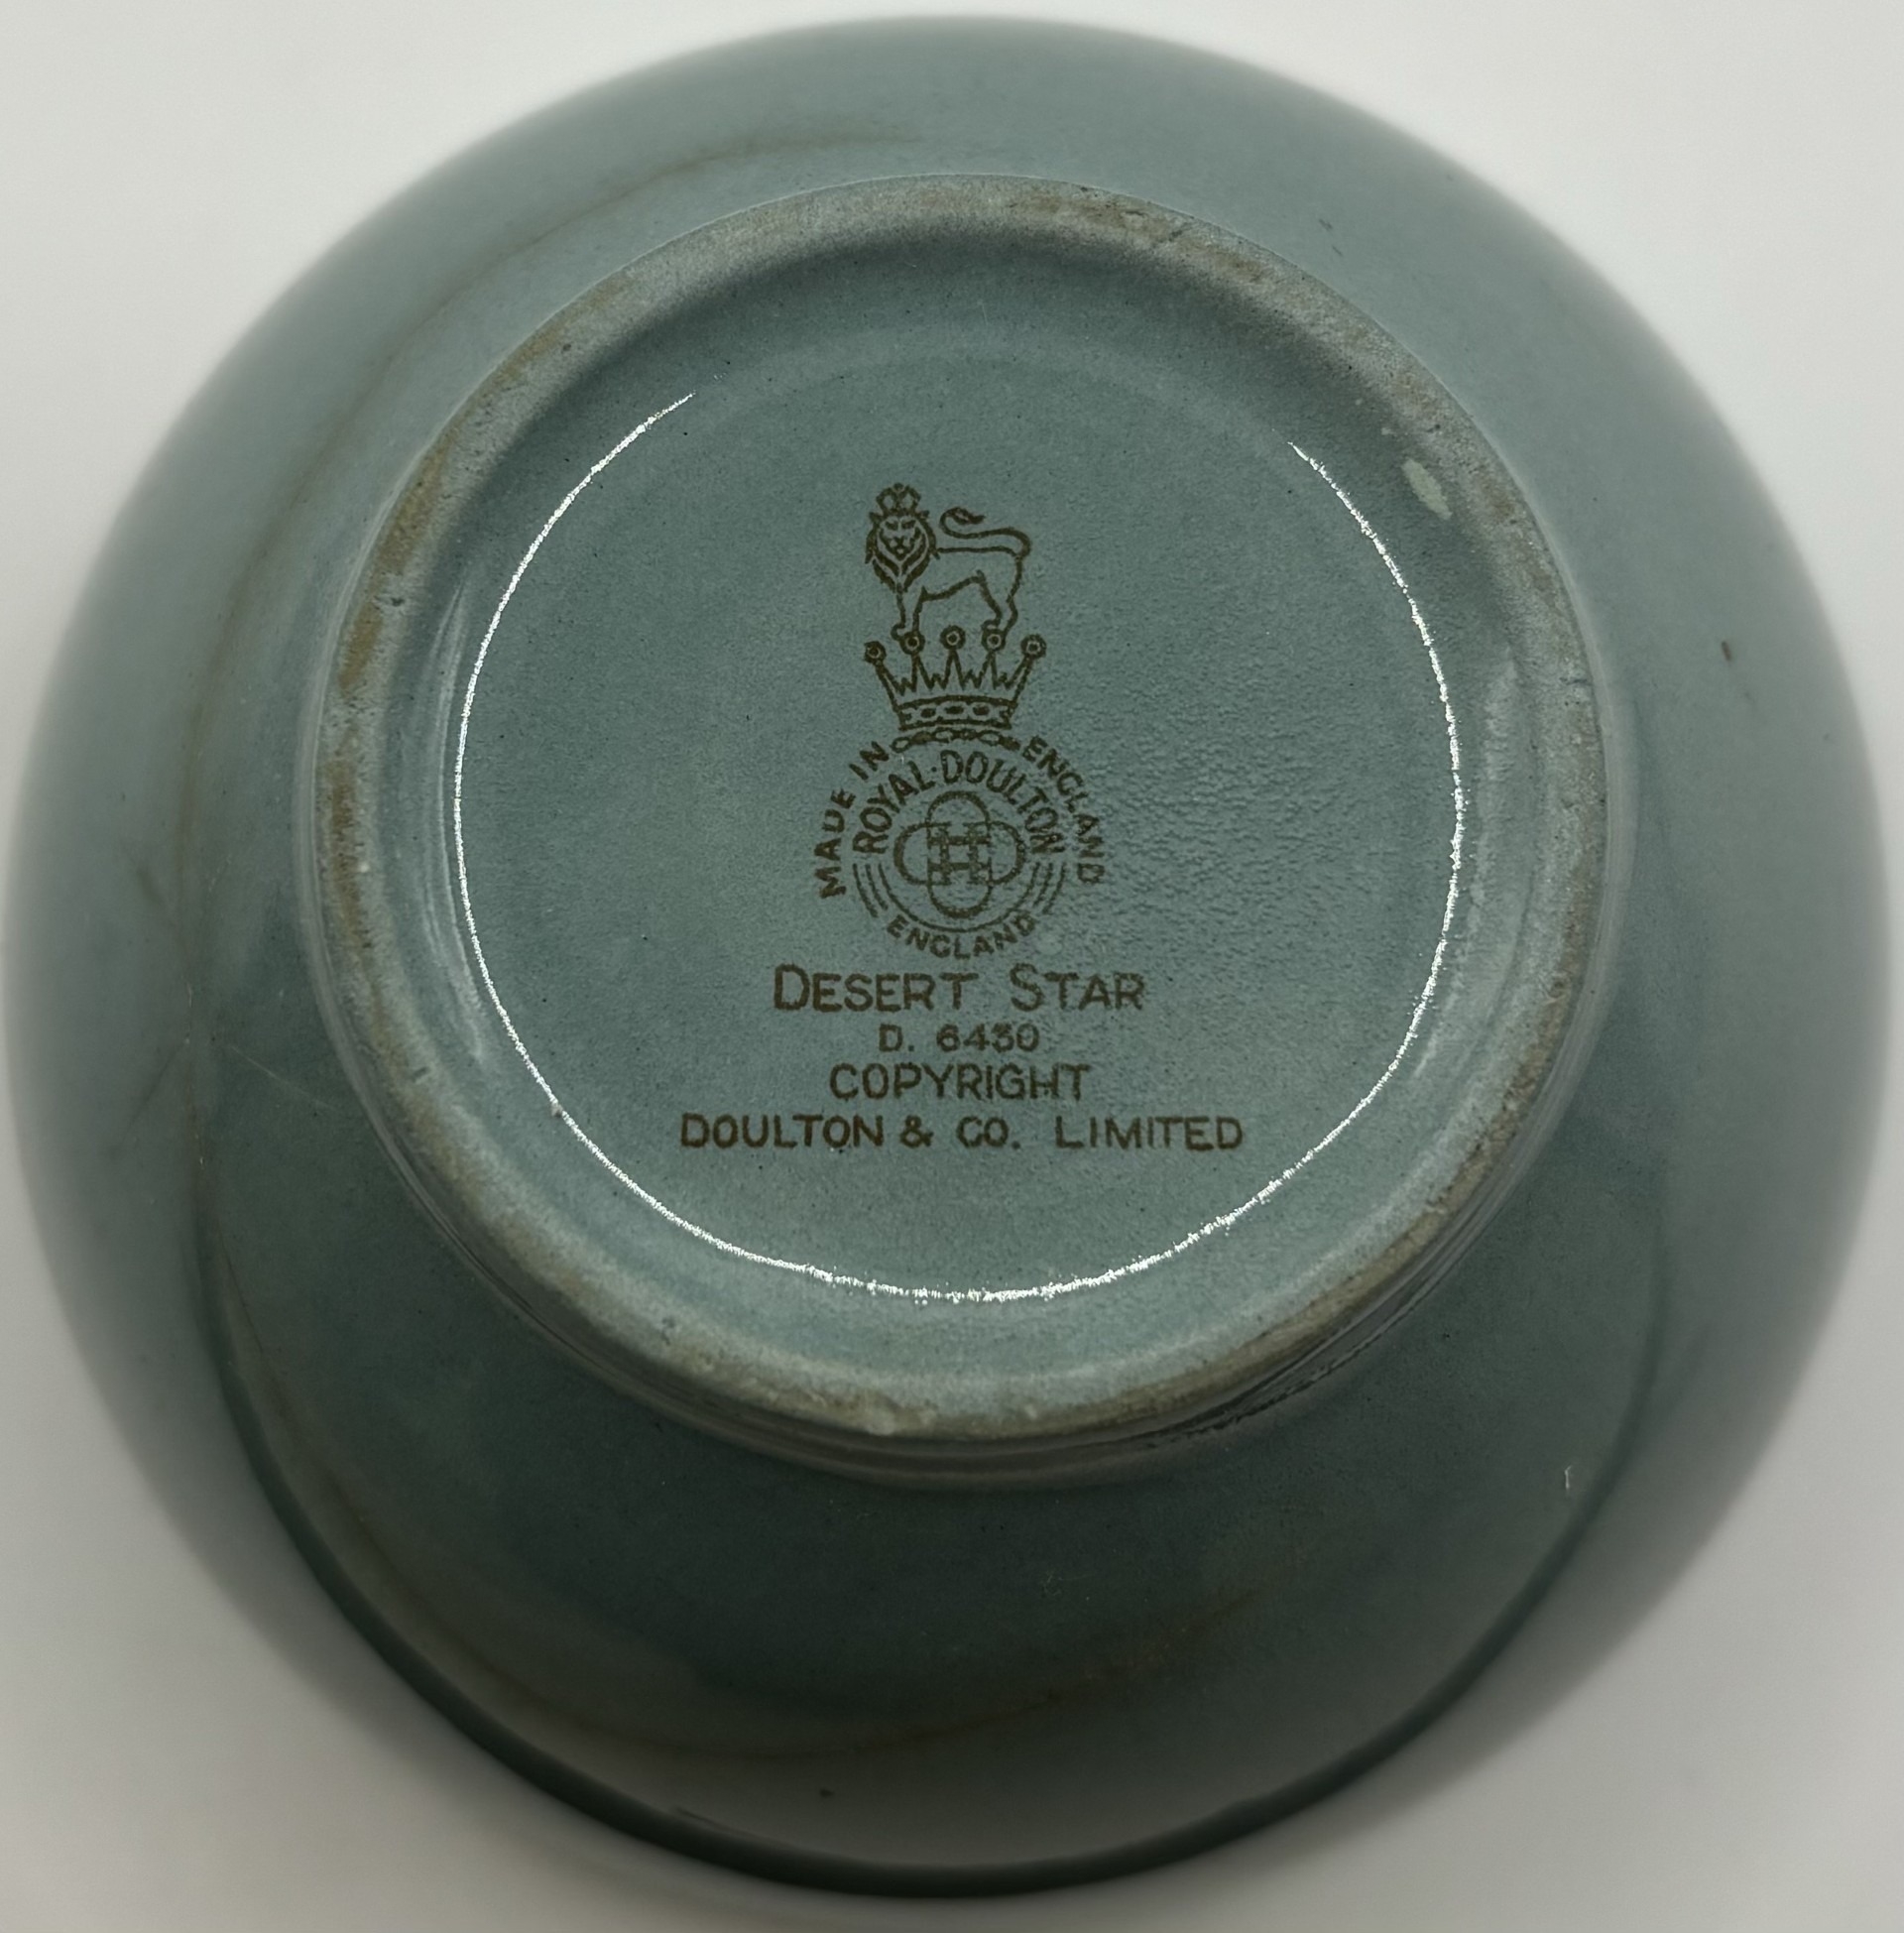 MADE IN ENGLAND
ROYAL·DOULTON
ENGLAND
DESERT STAR
D. 6430
COPYRIGHT
DOULTON & CO. LIMITED